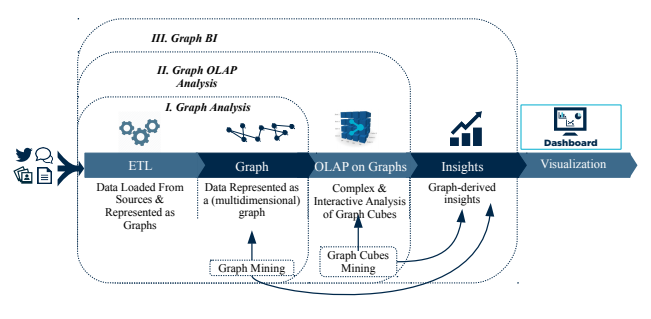 III. Graph BI
II. Graph OLAP
Analysis
I. Graph Analysis
Dashboard
ETL
Graph
OLAP on Graphs
Insights
Visualization
Data Loaded From
Sources &
Represented as
Graphs
Data Represented as
a (multidimensional)
graph
Complex &
Interactive Analysis
of Graph Cubes
Graph-derived
insights
Graph Mining
Graph Cubes
Mining